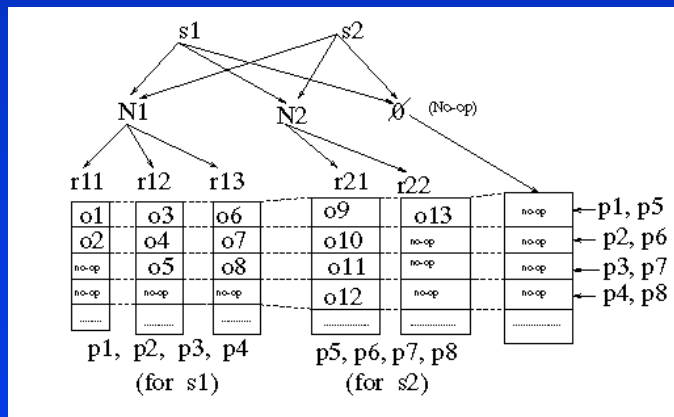 s1 s2
N1 N2 ∅ (No-op)
r11 r12 r13 r21 r22
o1 o3 o6 o9 o13 no-op p1, p5
o2 o4 o7 o10 no-op no-op p2, p6
no-op o5 o8 o11 no-op no-op p3, p7
no-op no-op no-op o12 no-op no-op p4, p8
......... .......... .......... .............. ............. .............
p1, p2, p3, p4 p5, p6, p7, p8
(for s1) (for s2)